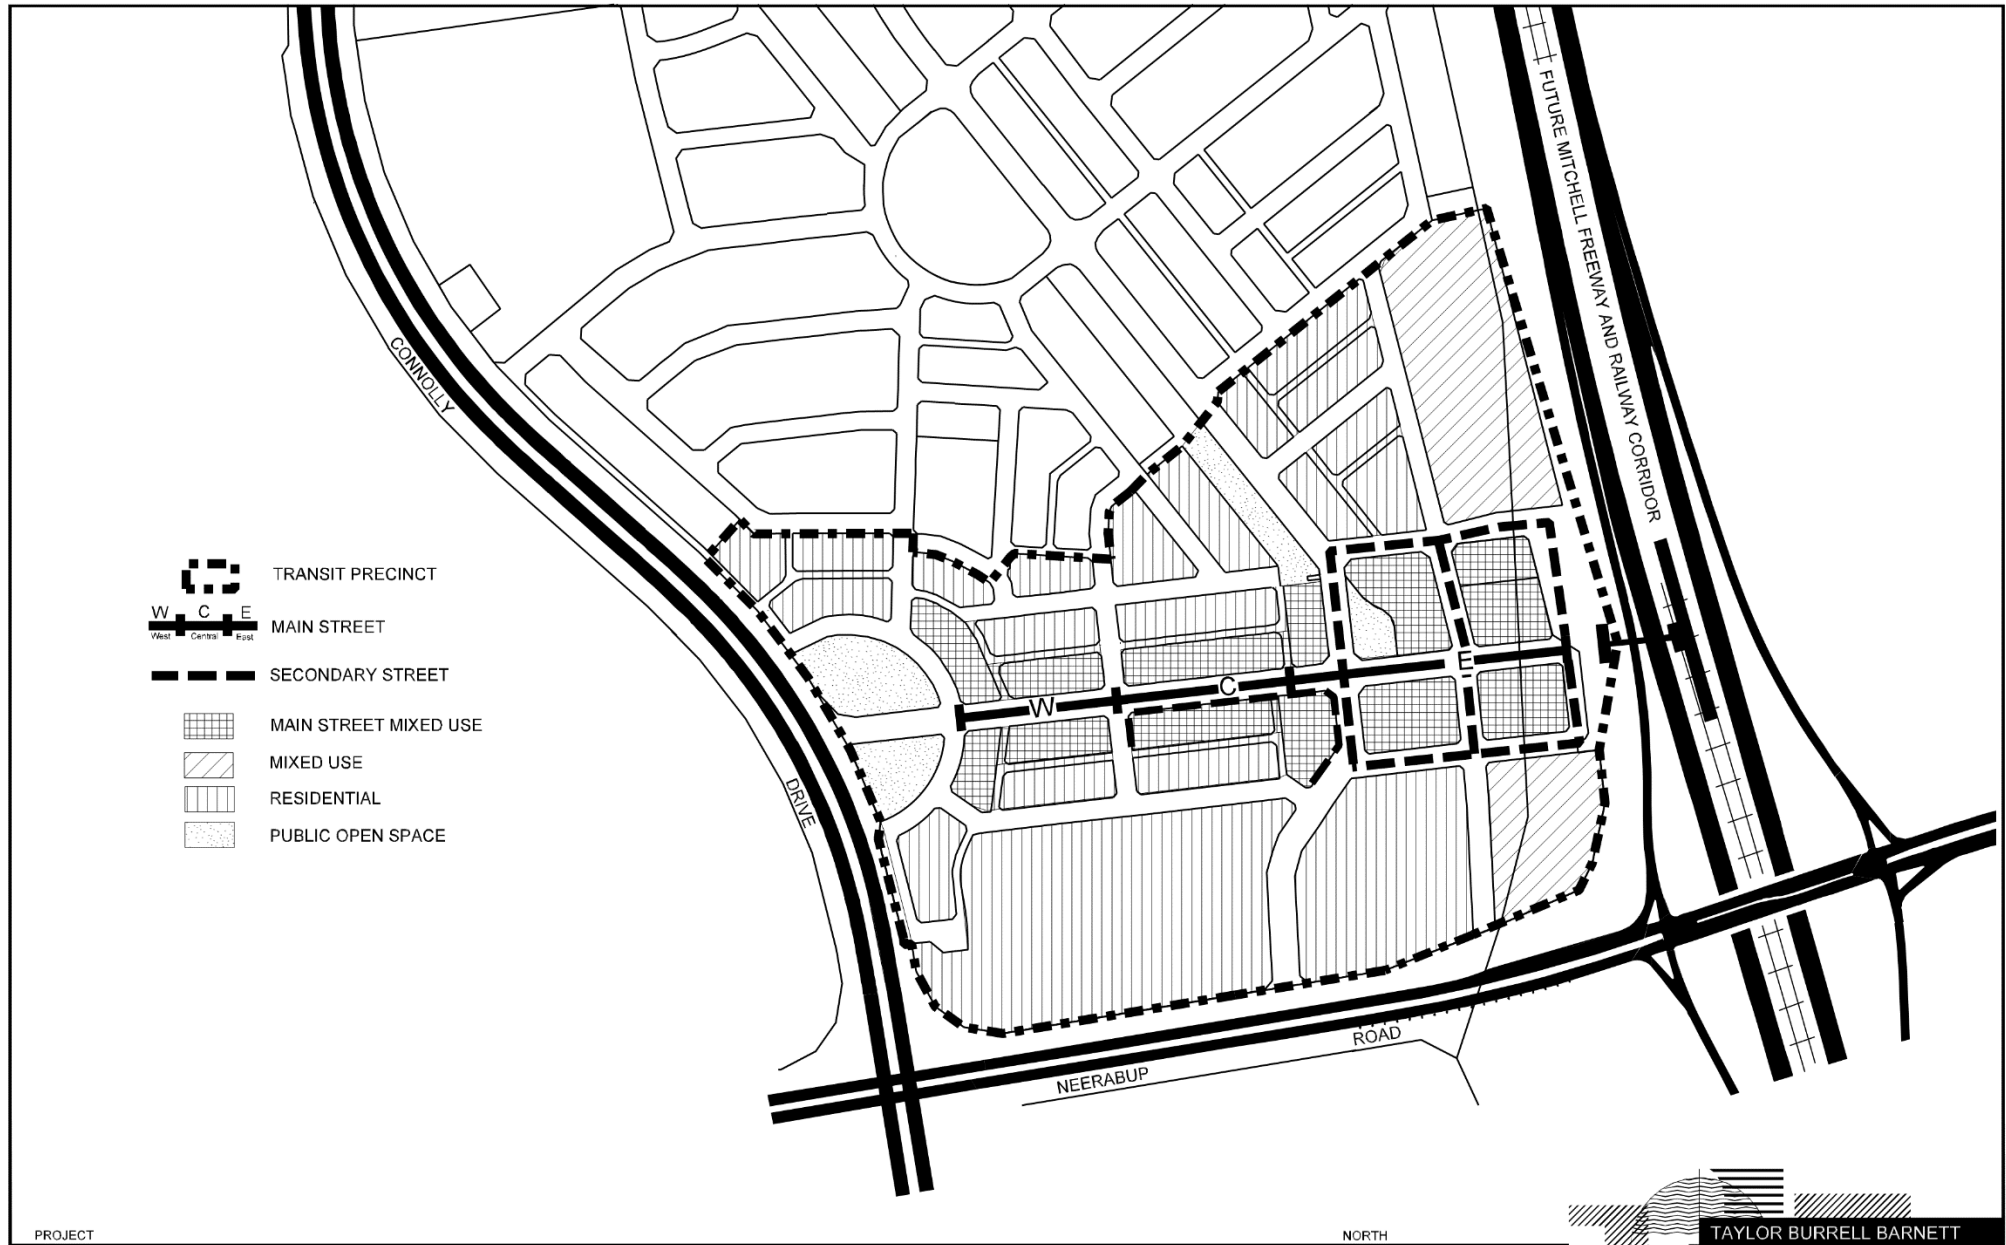 FUTURE MITCHELL FREEWAY AND RAILWAY CORRIDOR
CONNOLLY
DRIVE
TRANSIT PRECINCT
W C E
West Central East
MAIN STREET
SECONDARY STREET
MAIN STREET MIXED USE
MIXED USE
RESIDENTIAL
PUBLIC OPEN SPACE
W
C
E
NEERABUP
ROAD
PROJECT
NORTH
TAYLOR BURRELL BARNETT